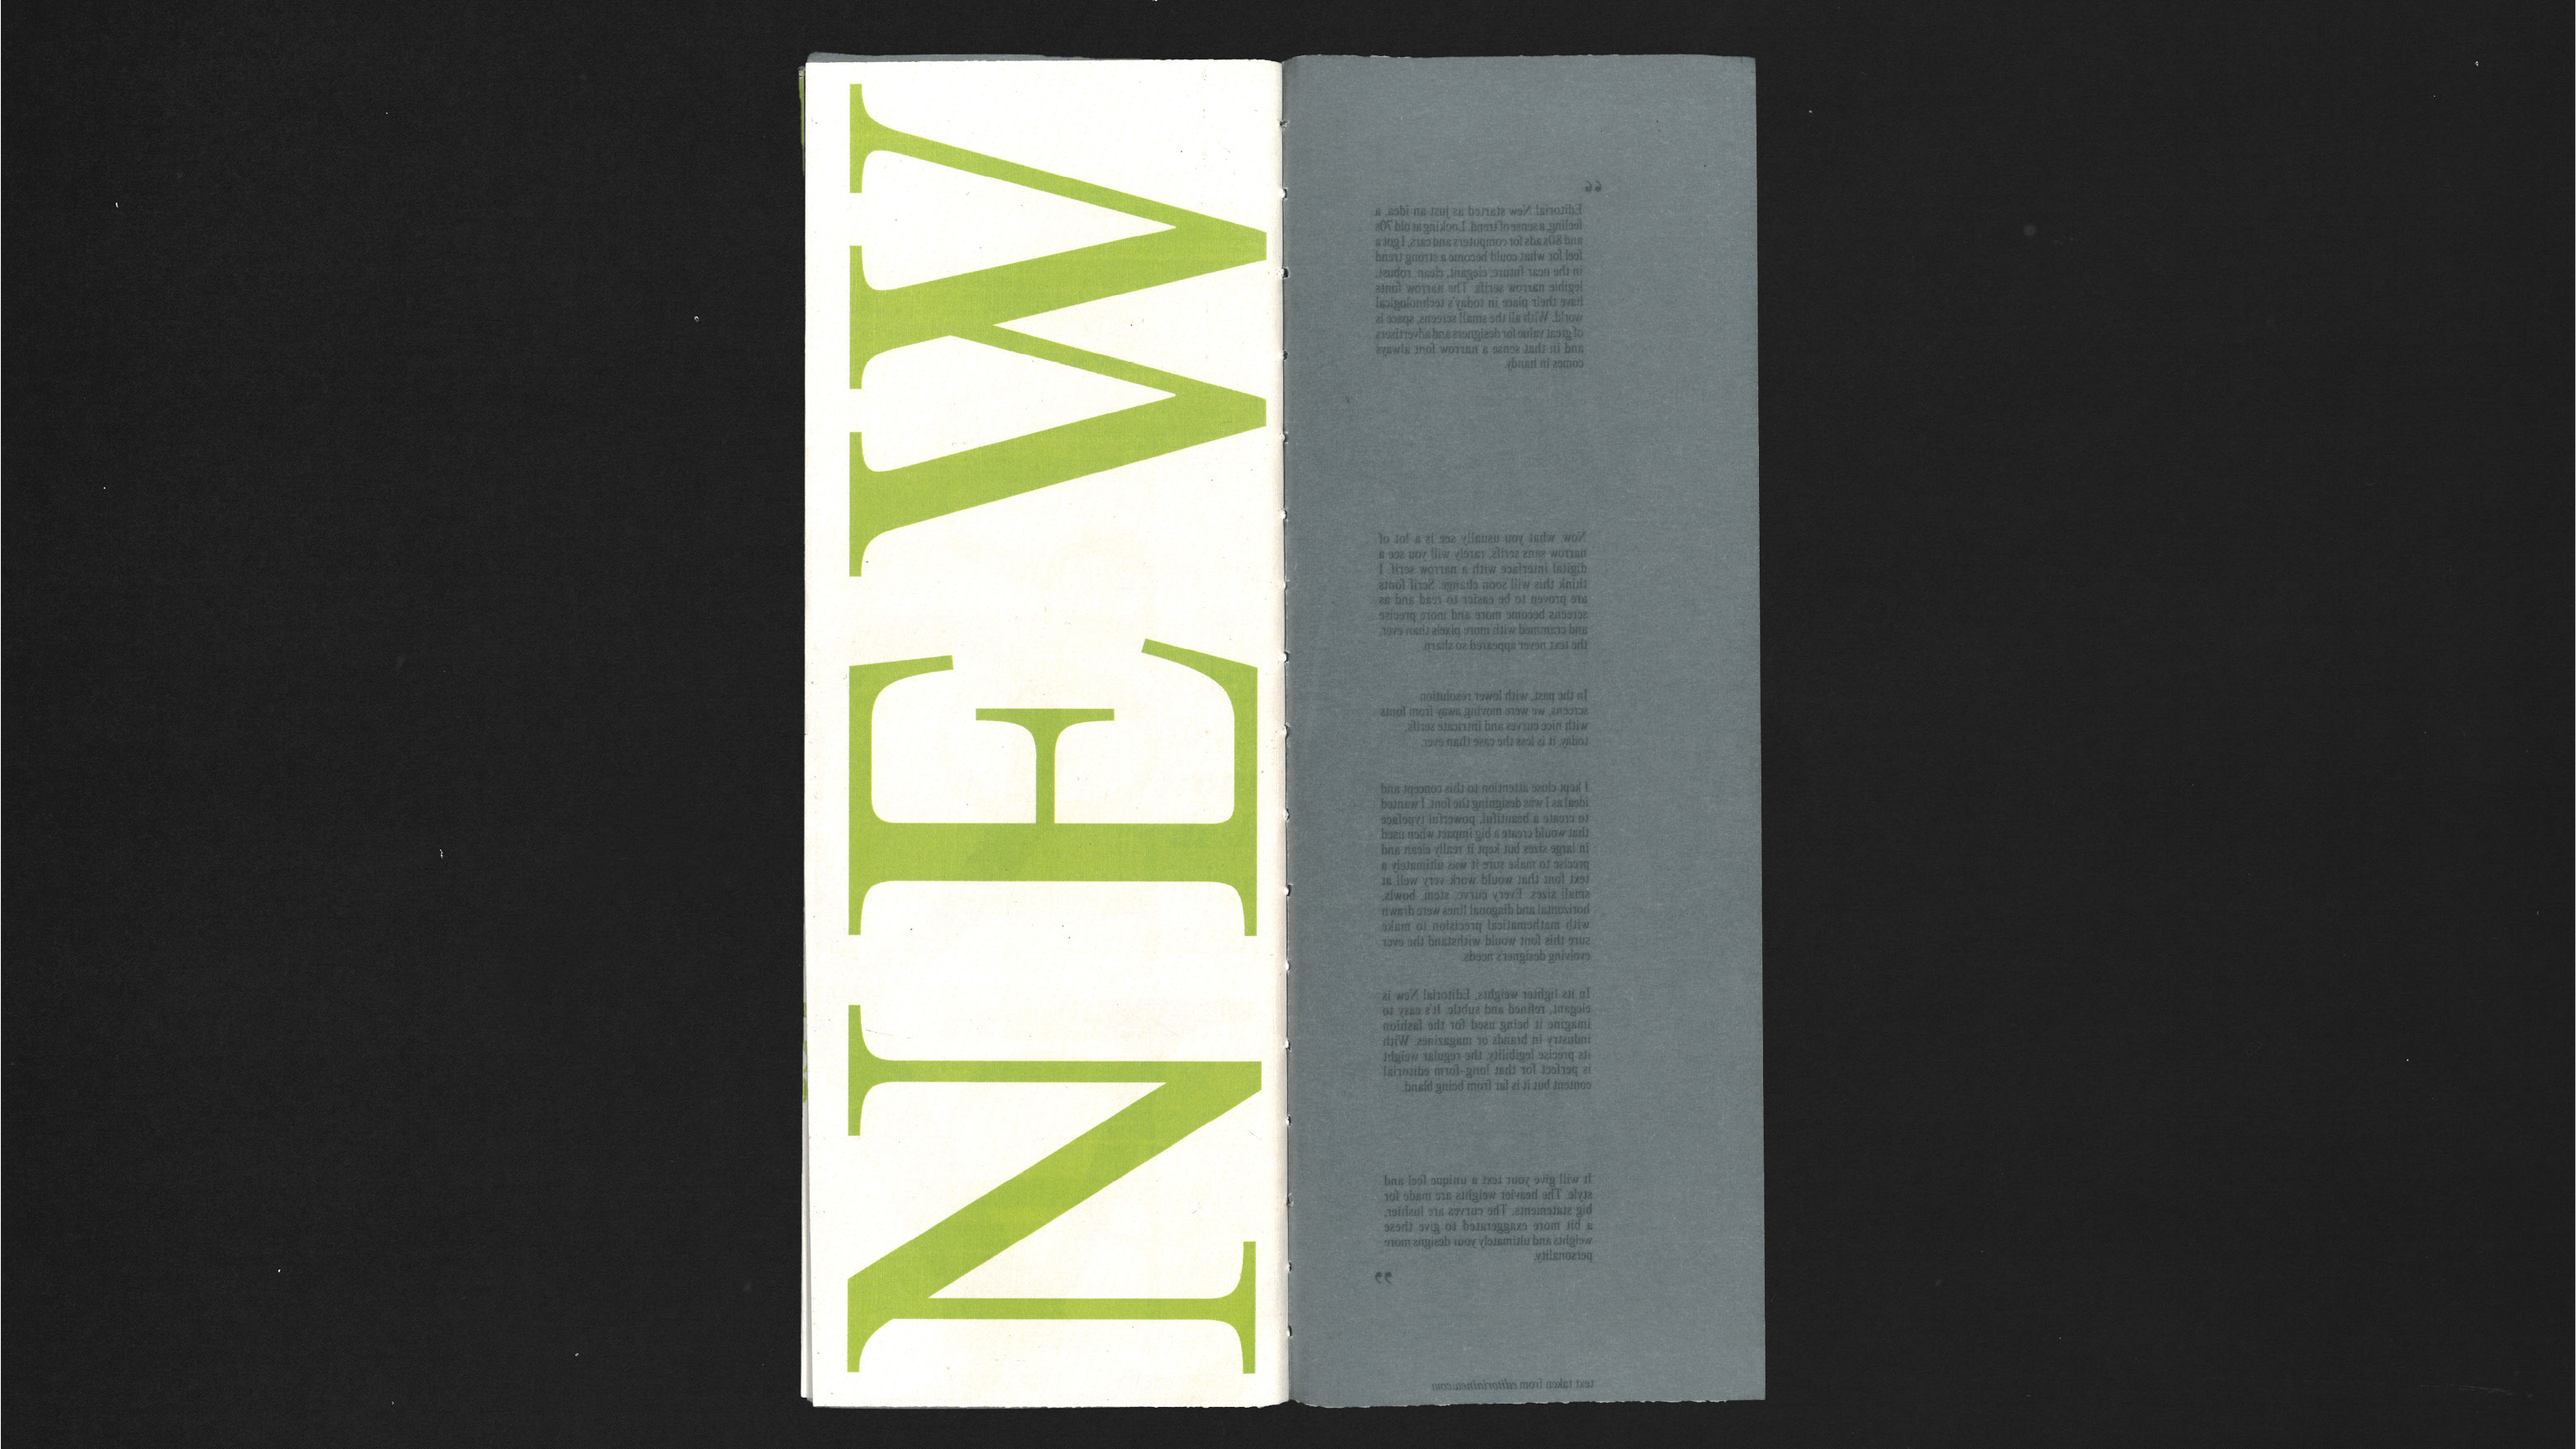 NEW
“
Editorial New started as just an idea, a
feeling, a sense of trend. Looking at old 70s
and 80s ads for computers and cars, I got a
feel for what could become a strong trend
in the near future: elegant, clean, robust,
legible narrow serifs. The narrow fonts
have their place in today's technological
world. With all the small screens, space is
of great value for designers and advertisers
and in that sense a narrow font always
comes in handy.
Now, what you usually see is a lot of
narrow sans serifs, rarely will you see a
digital interface with a narrow serif. I
think this will soon change. Serif fonts
are proven to be easier to read and as
screens become more and more precise
and crammed with more pixels than ever,
the text never appeared so sharp.
In the past, with lower resolution
screens, we were moving away from fonts
with nice curves and intricate serifs,
today, it is less the case than ever.
I kept close attention to this concept and
ideal as I was designing the font. I wanted
to create a beautiful, powerful typeface
that would create a big impact when used
in large sizes but kept it really clean and
precise to make sure it was ultimately a
text font that would work very well at
small sizes. Every curve, stem, bowls,
horizontal and diagonal lines were drawn
with mathematical precision to make
sure this font would withstand the ever
evolving designer's needs.
In its lighter weights, Editorial New is
elegant, refined and subtle. It's easy to
imagine it being used for the fashion
industry in brands or magazines. With
its precise legibility, the regular weight
is perfect for that long-form editorial
content but it is far from being bland.
It will give your text a unique feel and
style. The heavier weights are made for
big statements. The curves are lushier,
a bit more exaggerated to give these
weights and ultimately your designs more
personality.
”
text taken from editorialnew.com